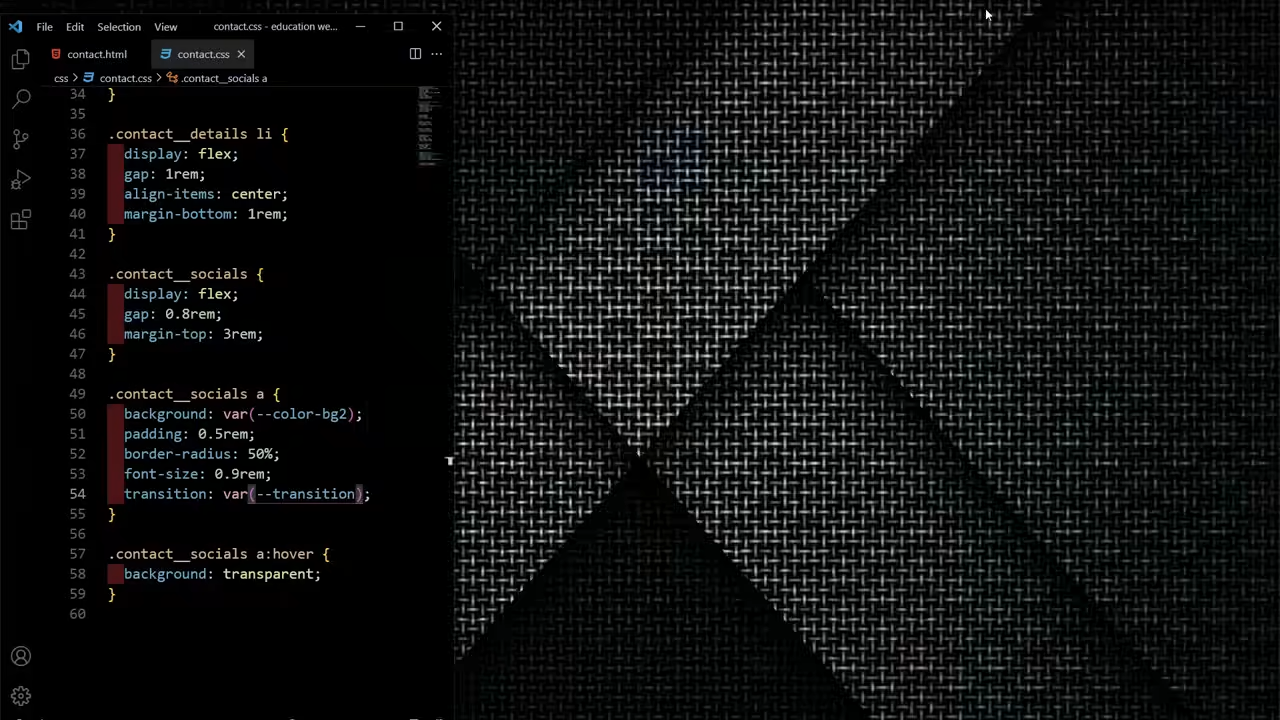 File Edit Selection View contact.css - education we...
contact.html contact.css
css > contact.css > .contact__socials a
34 }
35
36 .contact__details li {
37 display: flex;
38 gap: 1rem;
39 align-items: center;
40 margin-bottom: 1rem;
41 }
42
43 .contact__socials {
44 display: flex;
45 gap: 0.8rem;
46 margin-top: 3rem;
47 }
48
49 .contact__socials a {
50 background: var(--color-bg2);
51 padding: 0.5rem;
52 border-radius: 50%;
53 font-size: 0.9rem;
54 transition: var(--transition);
55 }
56
57 .contact__socials a:hover {
58 background: transparent;
59 }
60